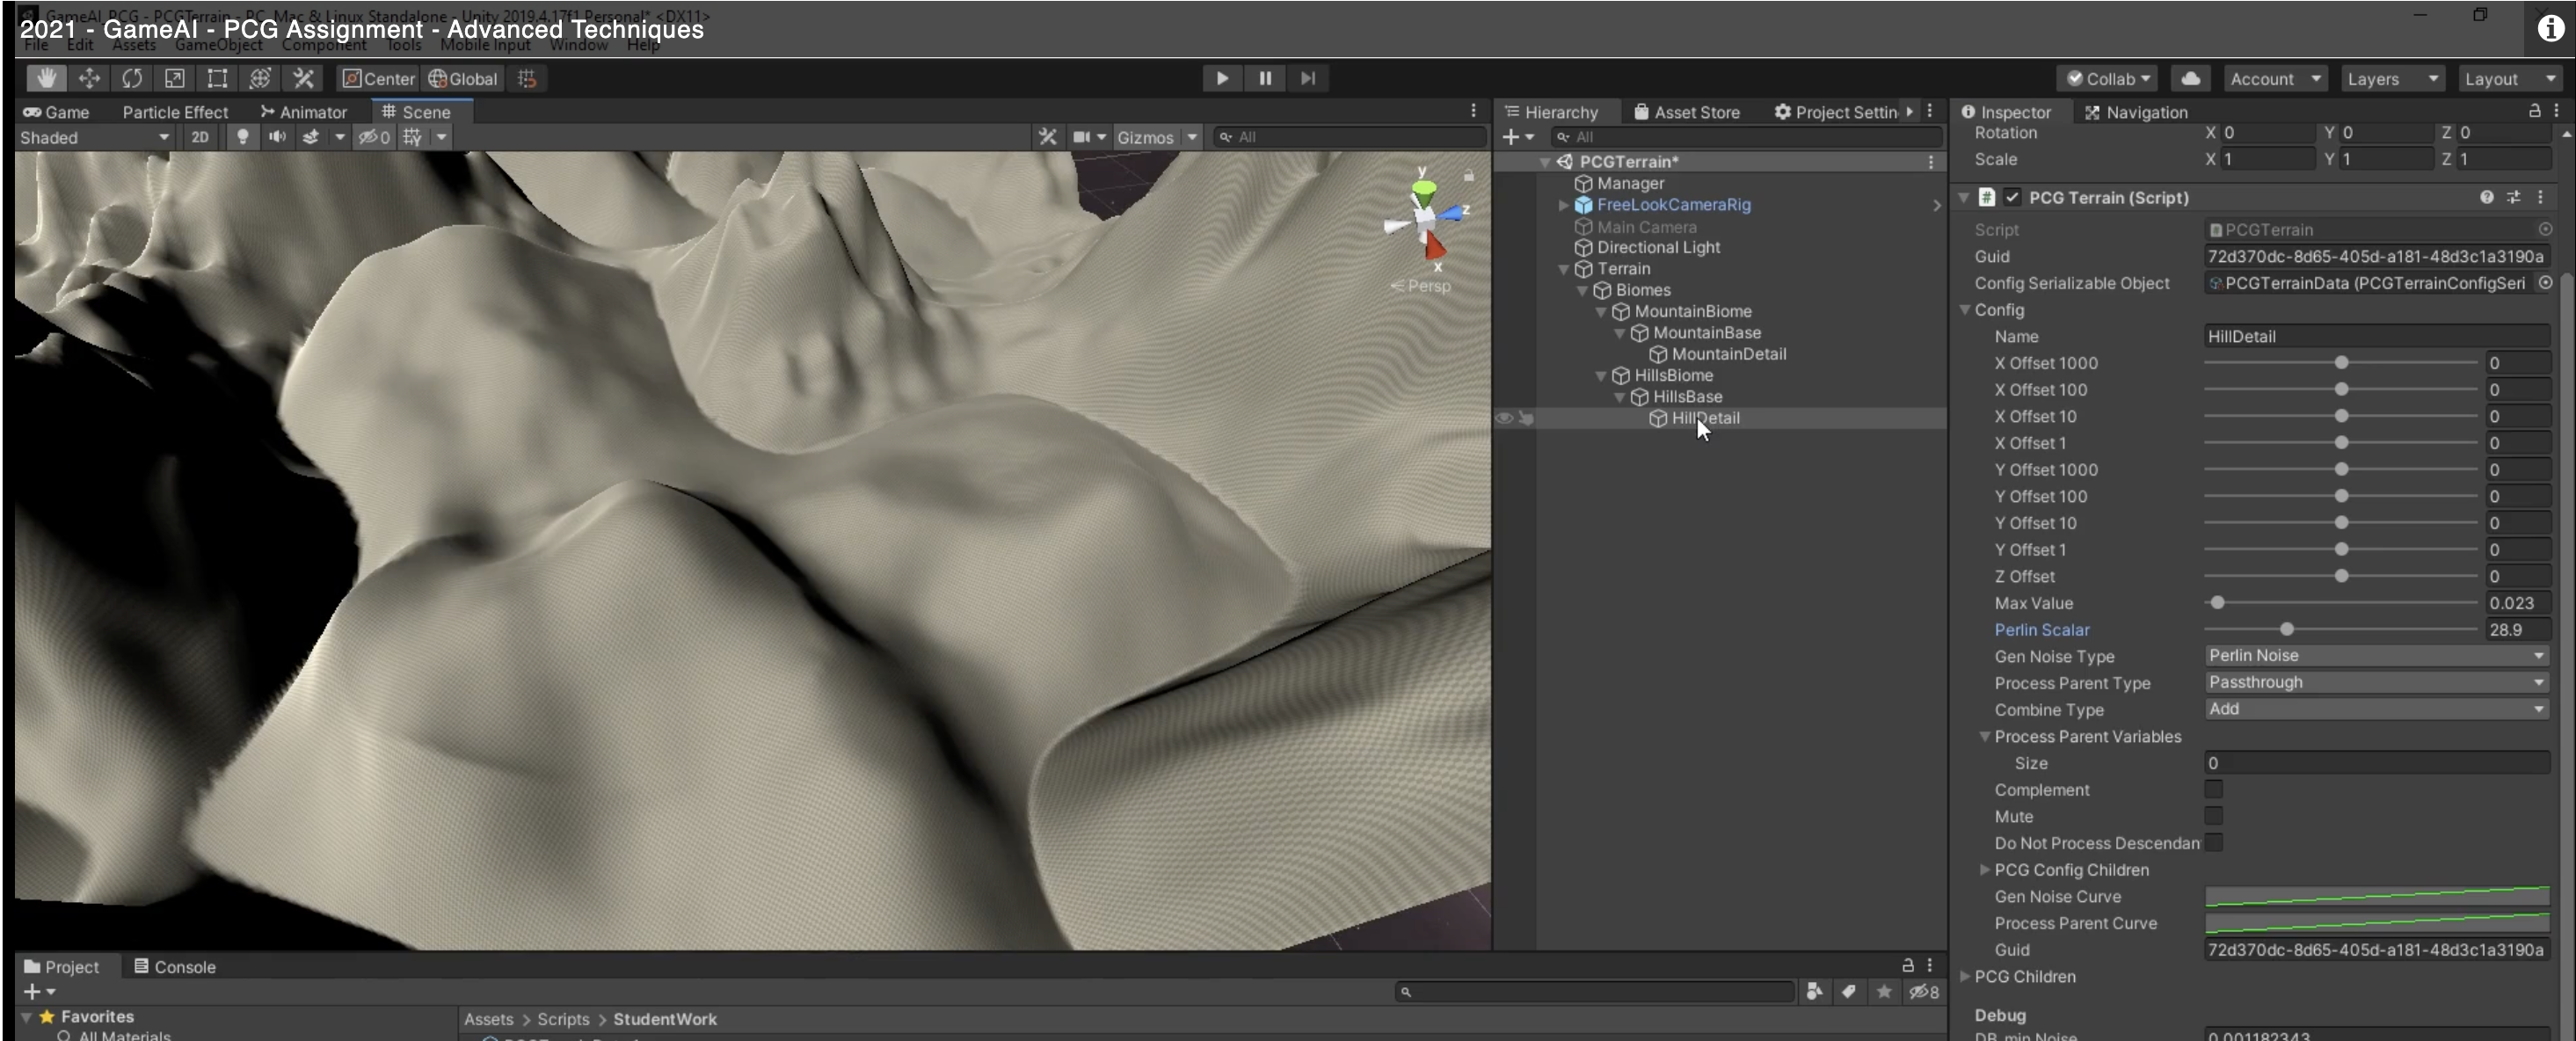 GameAI_PCG - PCGTerrain - PC, Mac & Linux Standalone - Unity 2019.4.17f1 Personal* <DX11>
2021 - GameAI - PCG Assignment - Advanced Techniques
File Edit Assets GameObject Component Tools Mobile Input Window Help
Center Global Collab Account Layers Layout
Game Particle Effect Animator Scene
Shaded 2D 0 Gizmos All
y
z
x
Persp
Hierarchy Asset Store Project Settin
All
PCGTerrain*
Manager
FreeLookCameraRig
Main Camera
Directional Light
Terrain
Biomes
MountainBiome
MountainBase
MountainDetail
HillsBiome
HillsBase
HillDetail
Inspector Navigation
Rotation X 0 Y 0 Z 0
Scale X 1 Y 1 Z 1
# PCG Terrain (Script)
Script PCGTerrain
Guid 72d370dc-8d65-405d-a181-48d3c1a3190a
Config Serializable Object PCGTerrainData (PCGTerrainConfigSeri
Config
Name HillDetail
X Offset 1000 0
X Offset 100 0
X Offset 10 0
X Offset 1 0
Y Offset 1000 0
Y Offset 100 0
Y Offset 10 0
Y Offset 1 0
Z Offset 0
Max Value 0.023
Perlin Scalar 28.9
Gen Noise Type Perlin Noise
Process Parent Type Passthrough
Combine Type Add
Process Parent Variables
Size 0
Complement
Mute
Do Not Process Descendan
PCG Config Children
Gen Noise Curve
Process Parent Curve
Guid 72d370dc-8d65-405d-a181-48d3c1a3190a
PCG Children
Debug
DB_min Noise 0.001182343
Project Console
8
Favorites
All Materials
Assets > Scripts > StudentWork